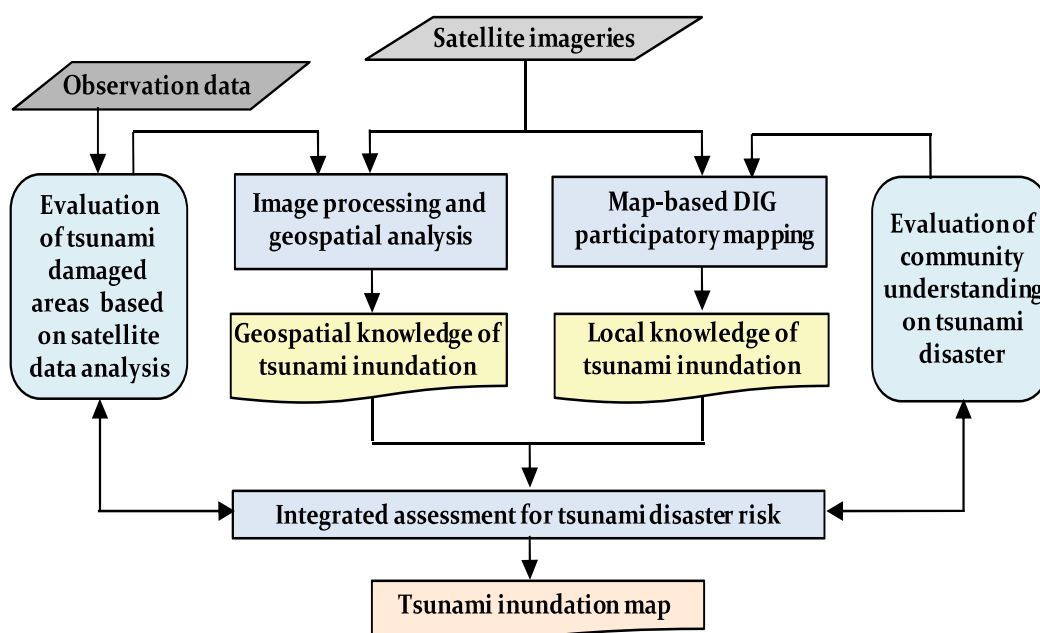 Satellite imageries
Observation data
Evaluation
of tsunami
damaged
areas based
on satellite
data analysis
Image processing and
geospatial analysis
Map-based DIG
participatory mapping
Evaluation of
community
understanding
on tsunami
disaster
Geospatial knowledge of
tsunami inundation
Local knowledge of
tsunami inundation
Integrated assessment for tsunami disaster risk
Tsunami inundation map